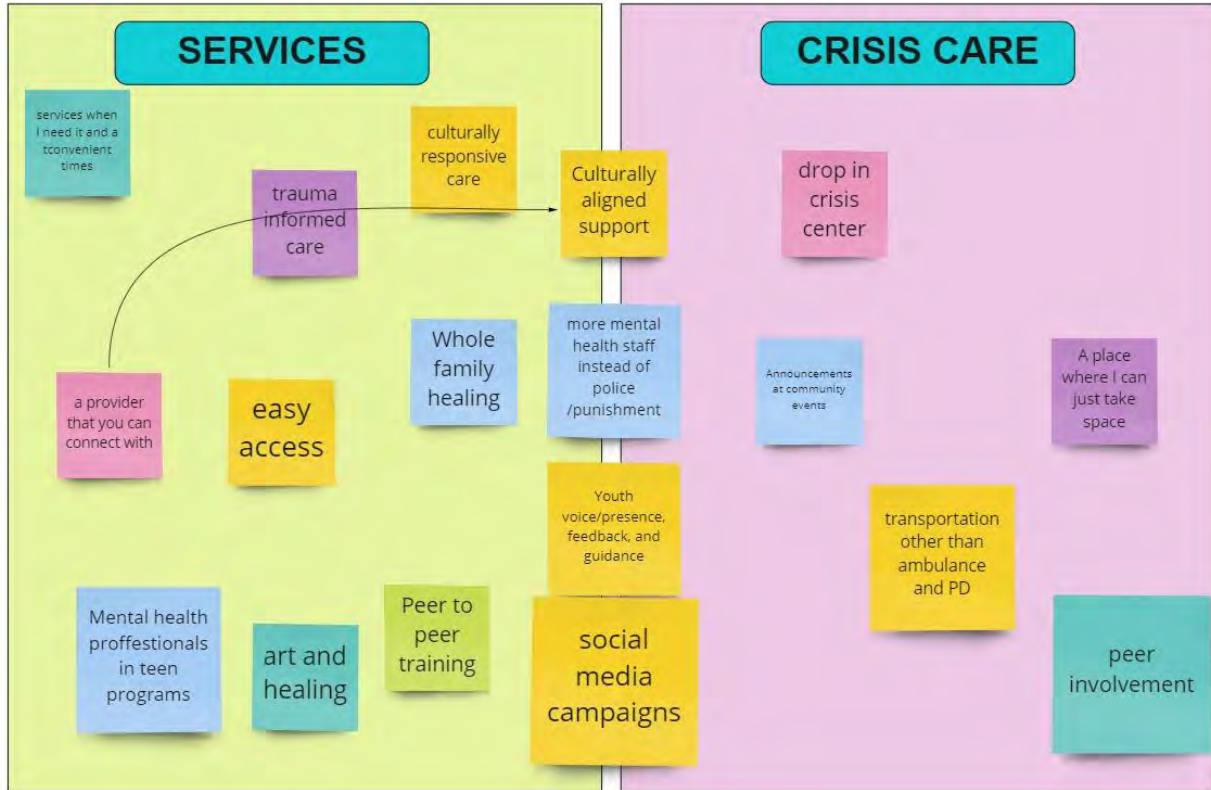 SERVICES
services when
I need it and a
tconvenient
times
trauma
informed
care
culturally
responsive
care
a provider
that you can
connect with
easy
access
Whole
family
healing
Mental health
proffestionals
in teen
programs
art and
healing
Peer to
peer
training
Culturally
aligned
support
more mental
health staff
instead of
police
/punishment
Youth
voice/presence,
feedback, and
guidance
social
media
campaigns
CRISIS CARE
drop in
crisis
center
Announcements
at community
events
A place
where I can
just take
space
transportation
other than
ambulance
and PD
peer
involvement